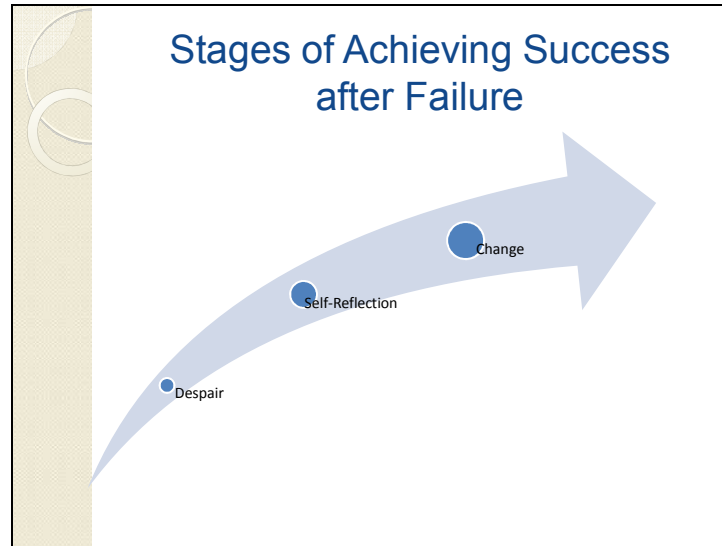 Stages of Achieving Success
after Failure
Change
Self-Reflection
Despair